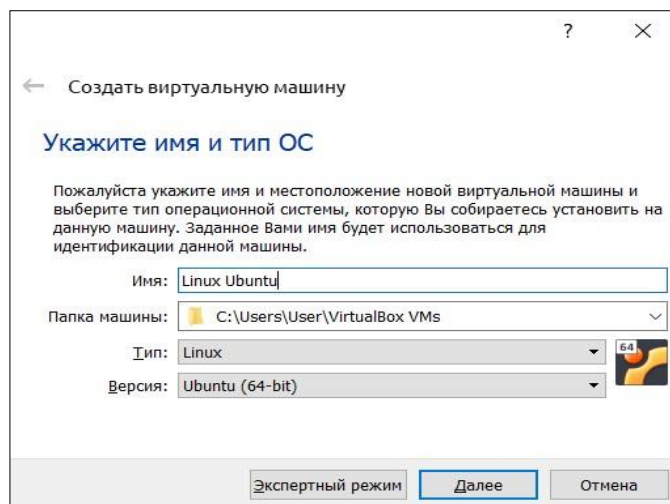 ?
Создать виртуальную машину
Укажите имя и тип ОС
Пожалуйста укажите имя и местоположение новой виртуальной машины и
выберите тип операционной системы, которую Вы собираетесь установить на
данную машину. Заданное Вами имя будет использоваться для
идентификации данной машины.
Имя: Linux Ubuntu
Папка машины: C:\Users\User\VirtualBox VMs
Тип: Linux
64
Версия: Ubuntu (64-bit)
Экспертный режим Далее Отмена